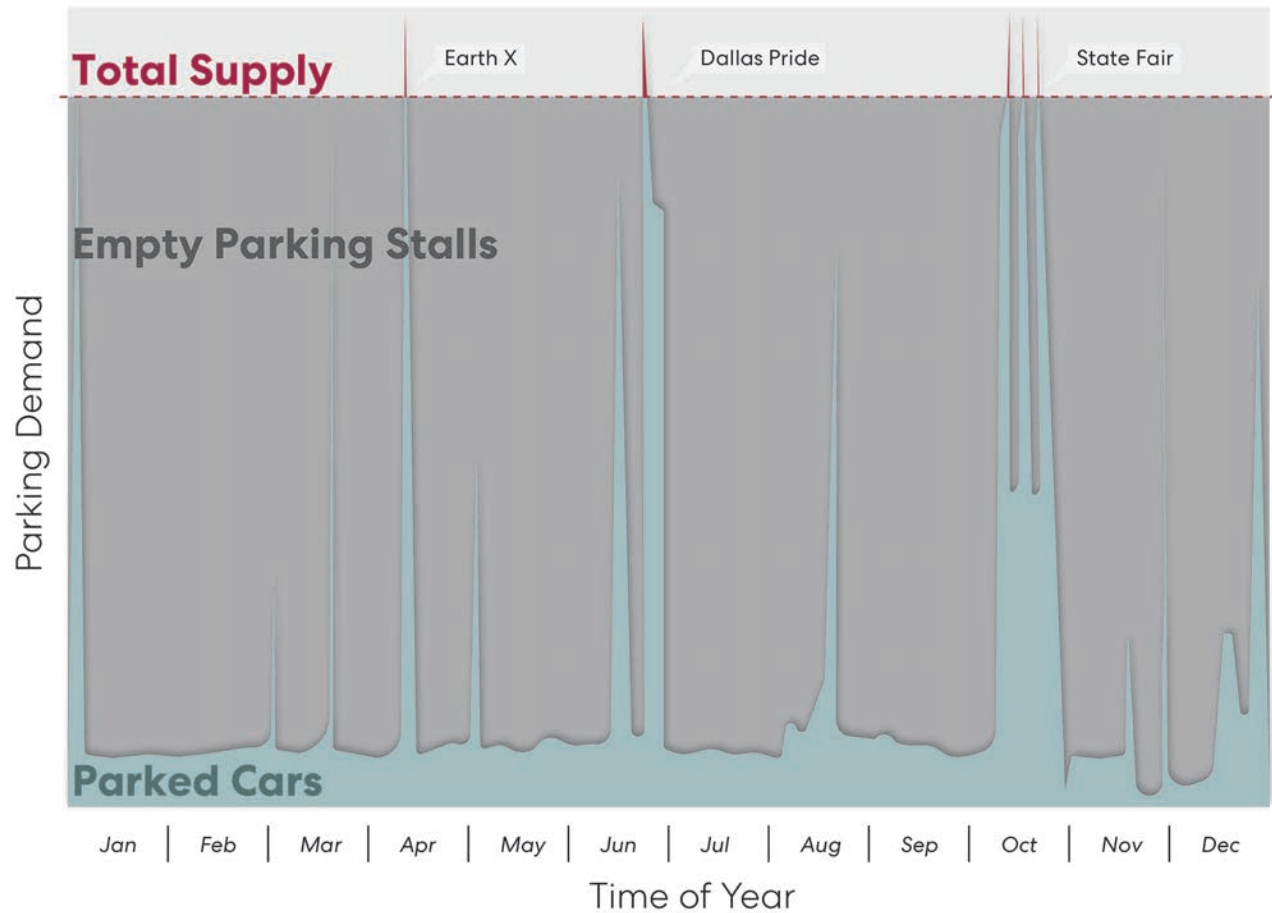 Total Supply
Earth X
Dallas Pride
State Fair
Empty Parking Stalls
Parking Demand
Parked Cars
Jan
Feb
Mar
Apr
May
Jun
Jul
Aug
Sep
Oct
Nov
Dec
Time of Year